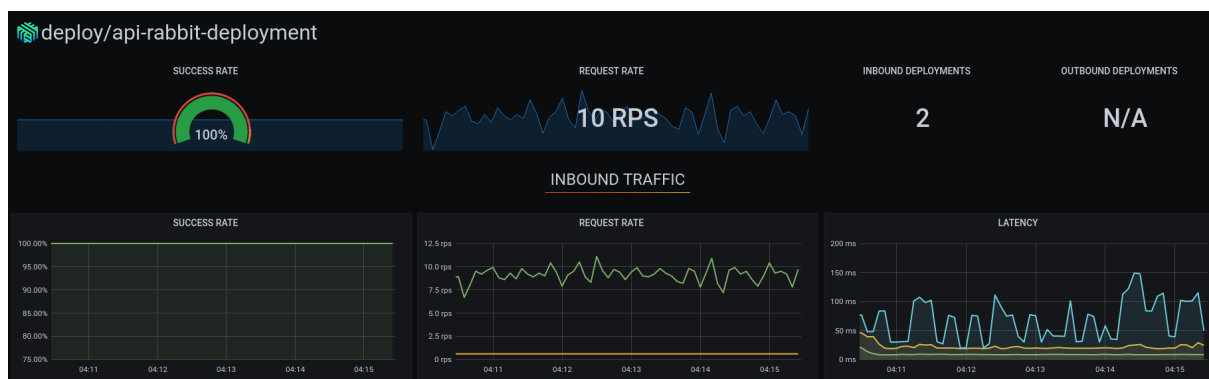 deploy/api-rabbit-deployment
SUCCESS RATE
100%
REQUEST RATE
10 RPS
INBOUND DEPLOYMENTS
2
OUTBOUND DEPLOYMENTS
N/A
INBOUND TRAFFIC
SUCCESS RATE
100.00%
95.00%
90.00%
85.00%
80.00%
75.00%
04:11 04:12 04:13 04:14 04:15
REQUEST RATE
12.5 rps
10.0 rps
7.5 rps
5.0 rps
2.5 rps
0 rps
04:11 04:12 04:13 04:14 04:15
LATENCY
200 ms
150 ms
100 ms
50 ms
0 ms
04:11 04:12 04:13 04:14 04:15